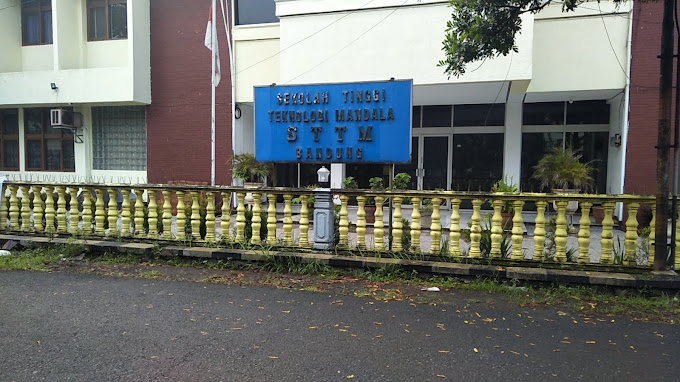 SEKOLAH TINGGI
TEKNOLOGI MANDALA
STTM
BANDUNG